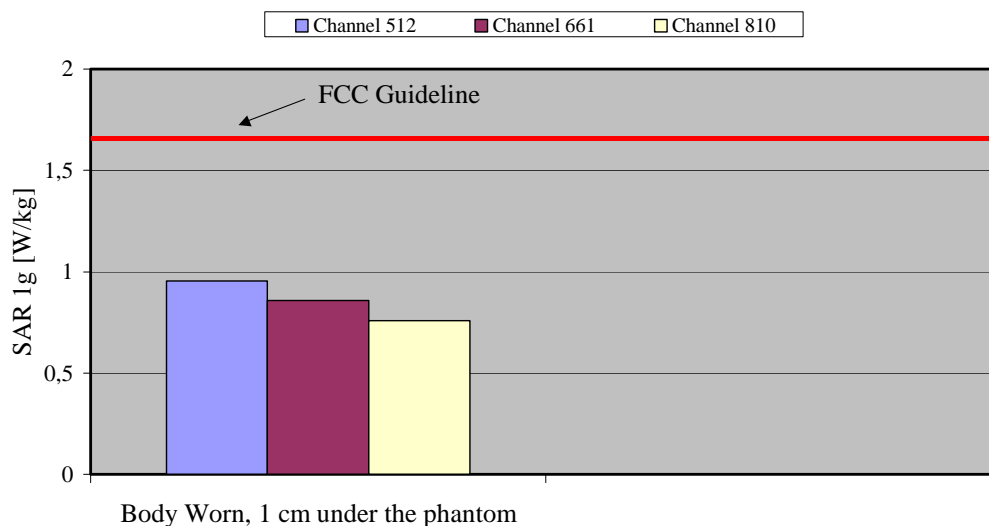 Channel 512 Channel 661 Channel 810
2
FCC Guideline
1,5
SAR 1g [W/kg]
1
0,5
0
Body Worn, 1 cm under the phantom